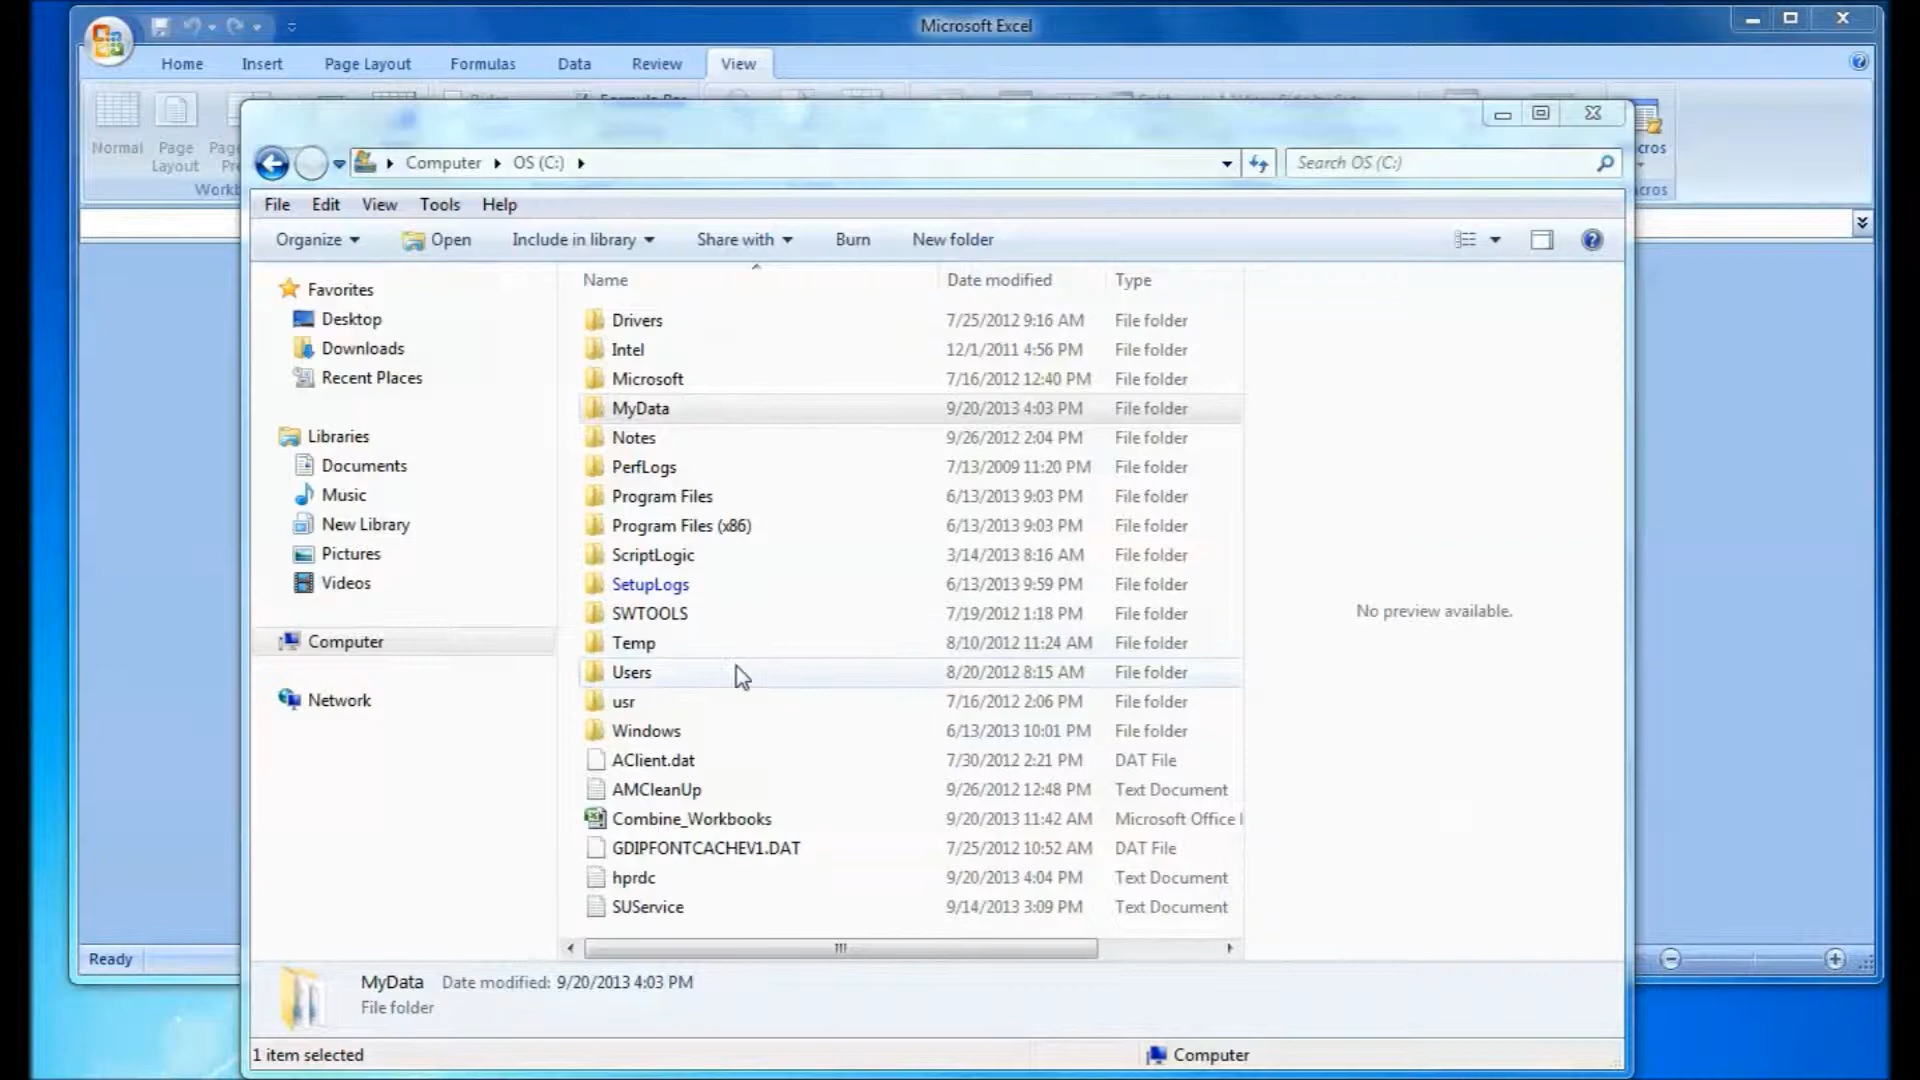 Microsoft Excel
Home Insert Page Layout Formulas Data Review View
Normal Page Layout
cros
cros
Computer OS (C:) Search OS (C:)
File Edit View Tools Help
Organize Open Include in library Share with Burn New folder
Name Date modified Type
Favorites
Desktop
Downloads
Recent Places
Libraries
Documents
Music
New Library
Pictures
Videos
Computer
Network
Drivers 7/25/2012 9:16 AM File folder
Intel 12/1/2011 4:56 PM File folder
Microsoft 7/16/2012 12:40 PM File folder
MyData 9/20/2013 4:03 PM File folder
Notes 9/26/2012 2:04 PM File folder
PerfLogs 7/13/2009 11:20 PM File folder
Program Files 6/13/2013 9:03 PM File folder
Program Files (x86) 6/13/2013 9:03 PM File folder
ScriptLogic 3/14/2013 8:16 AM File folder
SetupLogs 6/13/2013 9:59 PM File folder
SWTOOLS 7/19/2012 1:18 PM File folder
Temp 8/10/2012 11:24 AM File folder
Users 8/20/2012 8:15 AM File folder
usr 7/16/2012 2:06 PM File folder
Windows 6/13/2013 10:01 PM File folder
AClient.dat 7/30/2012 2:21 PM DAT File
AMCleanUp 9/26/2012 12:48 PM Text Document
Combine_Workbooks 9/20/2013 11:42 AM Microsoft Office
GDIPFONTCACHEV1.DAT 7/25/2012 10:52 AM DAT File
hprdc 9/20/2013 4:04 PM Text Document
SUService 9/14/2013 3:09 PM Text Document
No preview available.
Ready
MyData Date modified: 9/20/2013 4:03 PM
File folder
1 item selected Computer